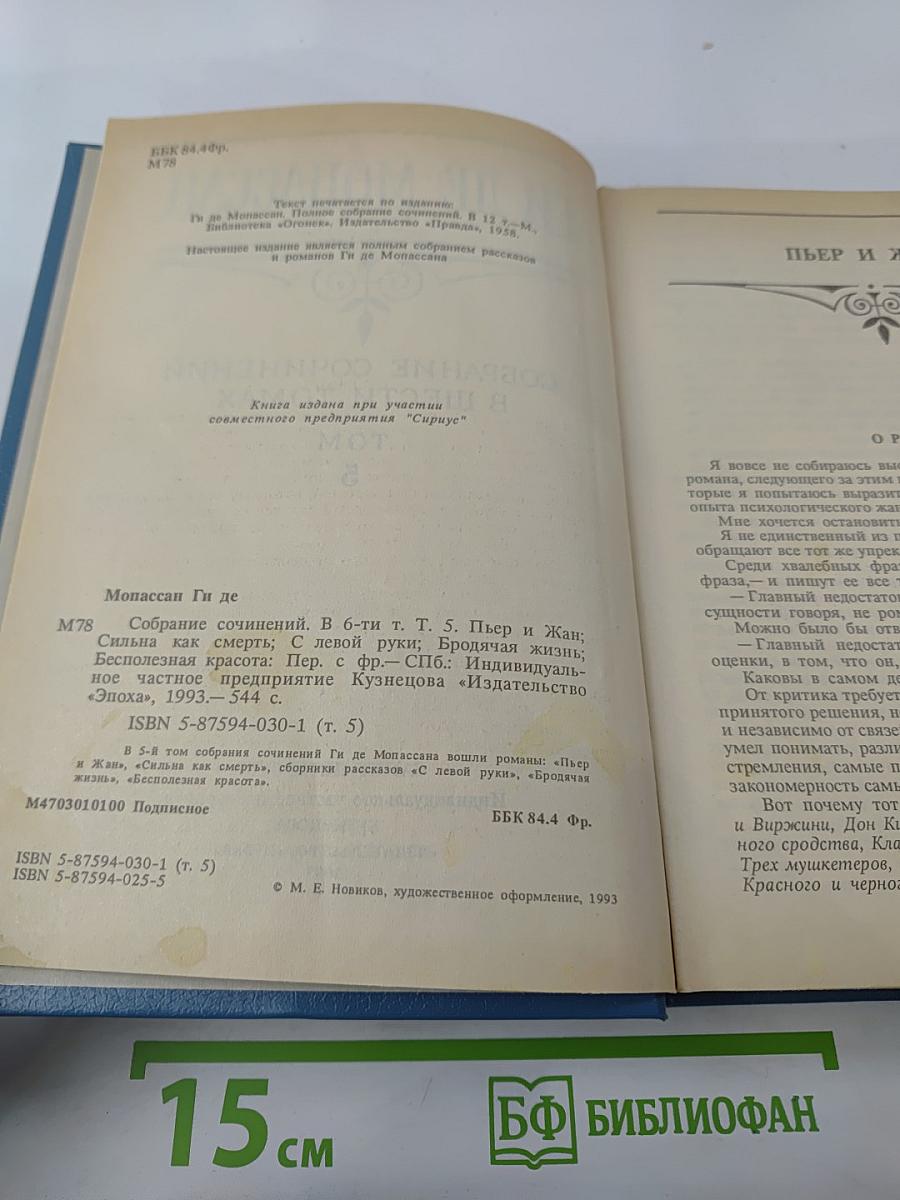 ББК 84.4Фр.
М78
Текст печатается по изданию:
Ги де Мопассан. Полное собрание сочинений. В 12 т.—М.,
Библиотека «Огонек». Издательство «Правда», 1958.
Настоящее издание является полным собранием рассказов
и романов Ги де Мопассана
СОБРАНИЕ СОЧИНЕНИЙ
В ШЕСТИ ТОМАХ
ТОМ
5
Книга издана при участии
совместного предприятия "Сириус"
Мопассан Ги де
М78 Собрание сочинений. В 6-ти т. Т. 5. Пьер и Жан;
Сильна как смерть; С левой руки; Бродячая жизнь;
Бесполезная красота: Пер. с фр.— СПб.: Индивидуаль-
ное частное предприятие Кузнецова «Издательство
«Эпоха», 1993.— 544 с.
ISBN 5-87594-030-1 (т. 5)
В 5-й том собрания сочинений Ги де Мопассана вошли романы: «Пьер
и Жан», «Сильна как смерть», сборники рассказов «С левой руки», «Бродячая
жизнь», «Бесполезная красота».
М4703010100 Подписное
ББК 84.4 Фр.
ISBN 5-87594-030-1 (т. 5)
ISBN 5-87594-025-5
© М. Е. Новиков, художественное оформление, 1993
ПЬЕР И Ж
О Р
Я вовсе не собираюсь выс
романа, следующего за этим
торые я попытаюсь выразит
опыта психологического жан
Мне хочется остановить
Я не единственный из п
обращают все тот же упрек
Среди хвалебных фраз
фраза,— и пишут ее все т
— Главный недостаток
сущности говоря, не ром
Можно было бы отв
— Главный недостат
оценки, в том, что он,
Каковы в самом де
От критика требует
принятого решения, н
и независимо от связе
умел понимать, разли
стремления, самые п
закономерность самы
Вот почему тот
и Виржини, Дон Ки
ного сродства, Кла
Трех мушкетеров,
Красного и черног
15 см
БФ БИБЛИОФАН